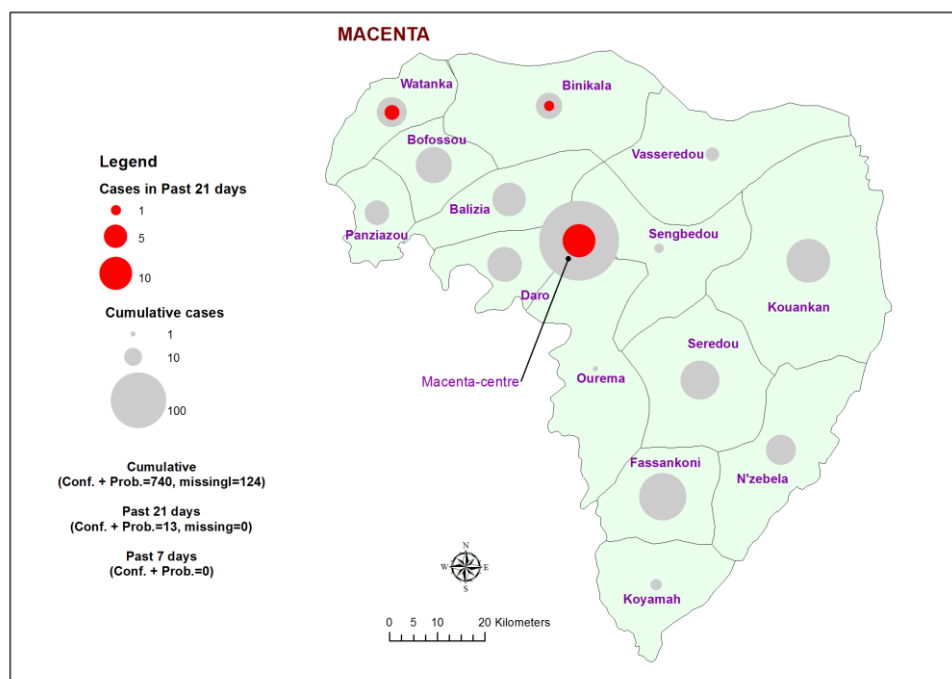 MACENTA
Watanka
Binikala
Bofossou
Vasseredou
Legend
Cases in Past 21 days
1
5
10
Balizia
Panziazou
Sengbedou
Daro
Kouankan
Cumulative cases
1
10
100
Seredou
Ourema
Macenta-centre
Fassankoni
N'zebela
Cumulative
(Conf. + Prob.=740, missingl=124)
Past 21 days
(Conf. + Prob.=13, missing=0)
Past 7 days
(Conf. + Prob.=0)
N
W E
S
Koyamah
0 5 10 20 Kilometers